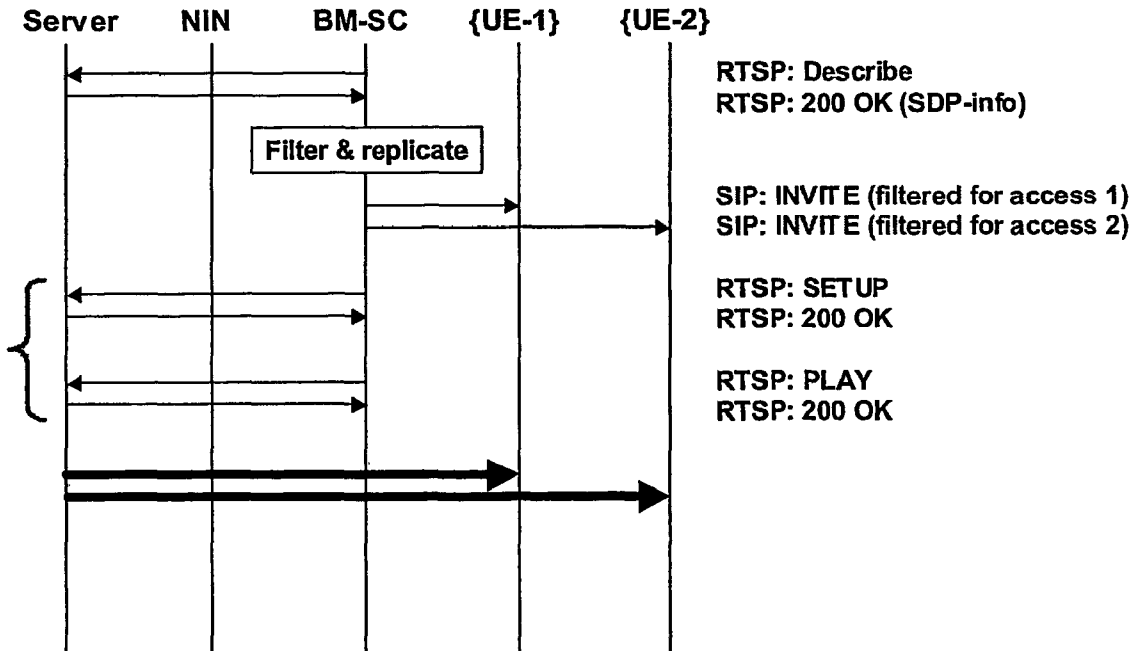 Server NIN BM-SC {UE-1} {UE-2}
RTSP: Describe
RTSP: 200 OK (SDP-info)
Filter & replicate
SIP: INVITE (filtered for access 1)
SIP: INVITE (filtered for access 2)
RTSP: SETUP
RTSP: 200 OK
RTSP: PLAY
RTSP: 200 OK